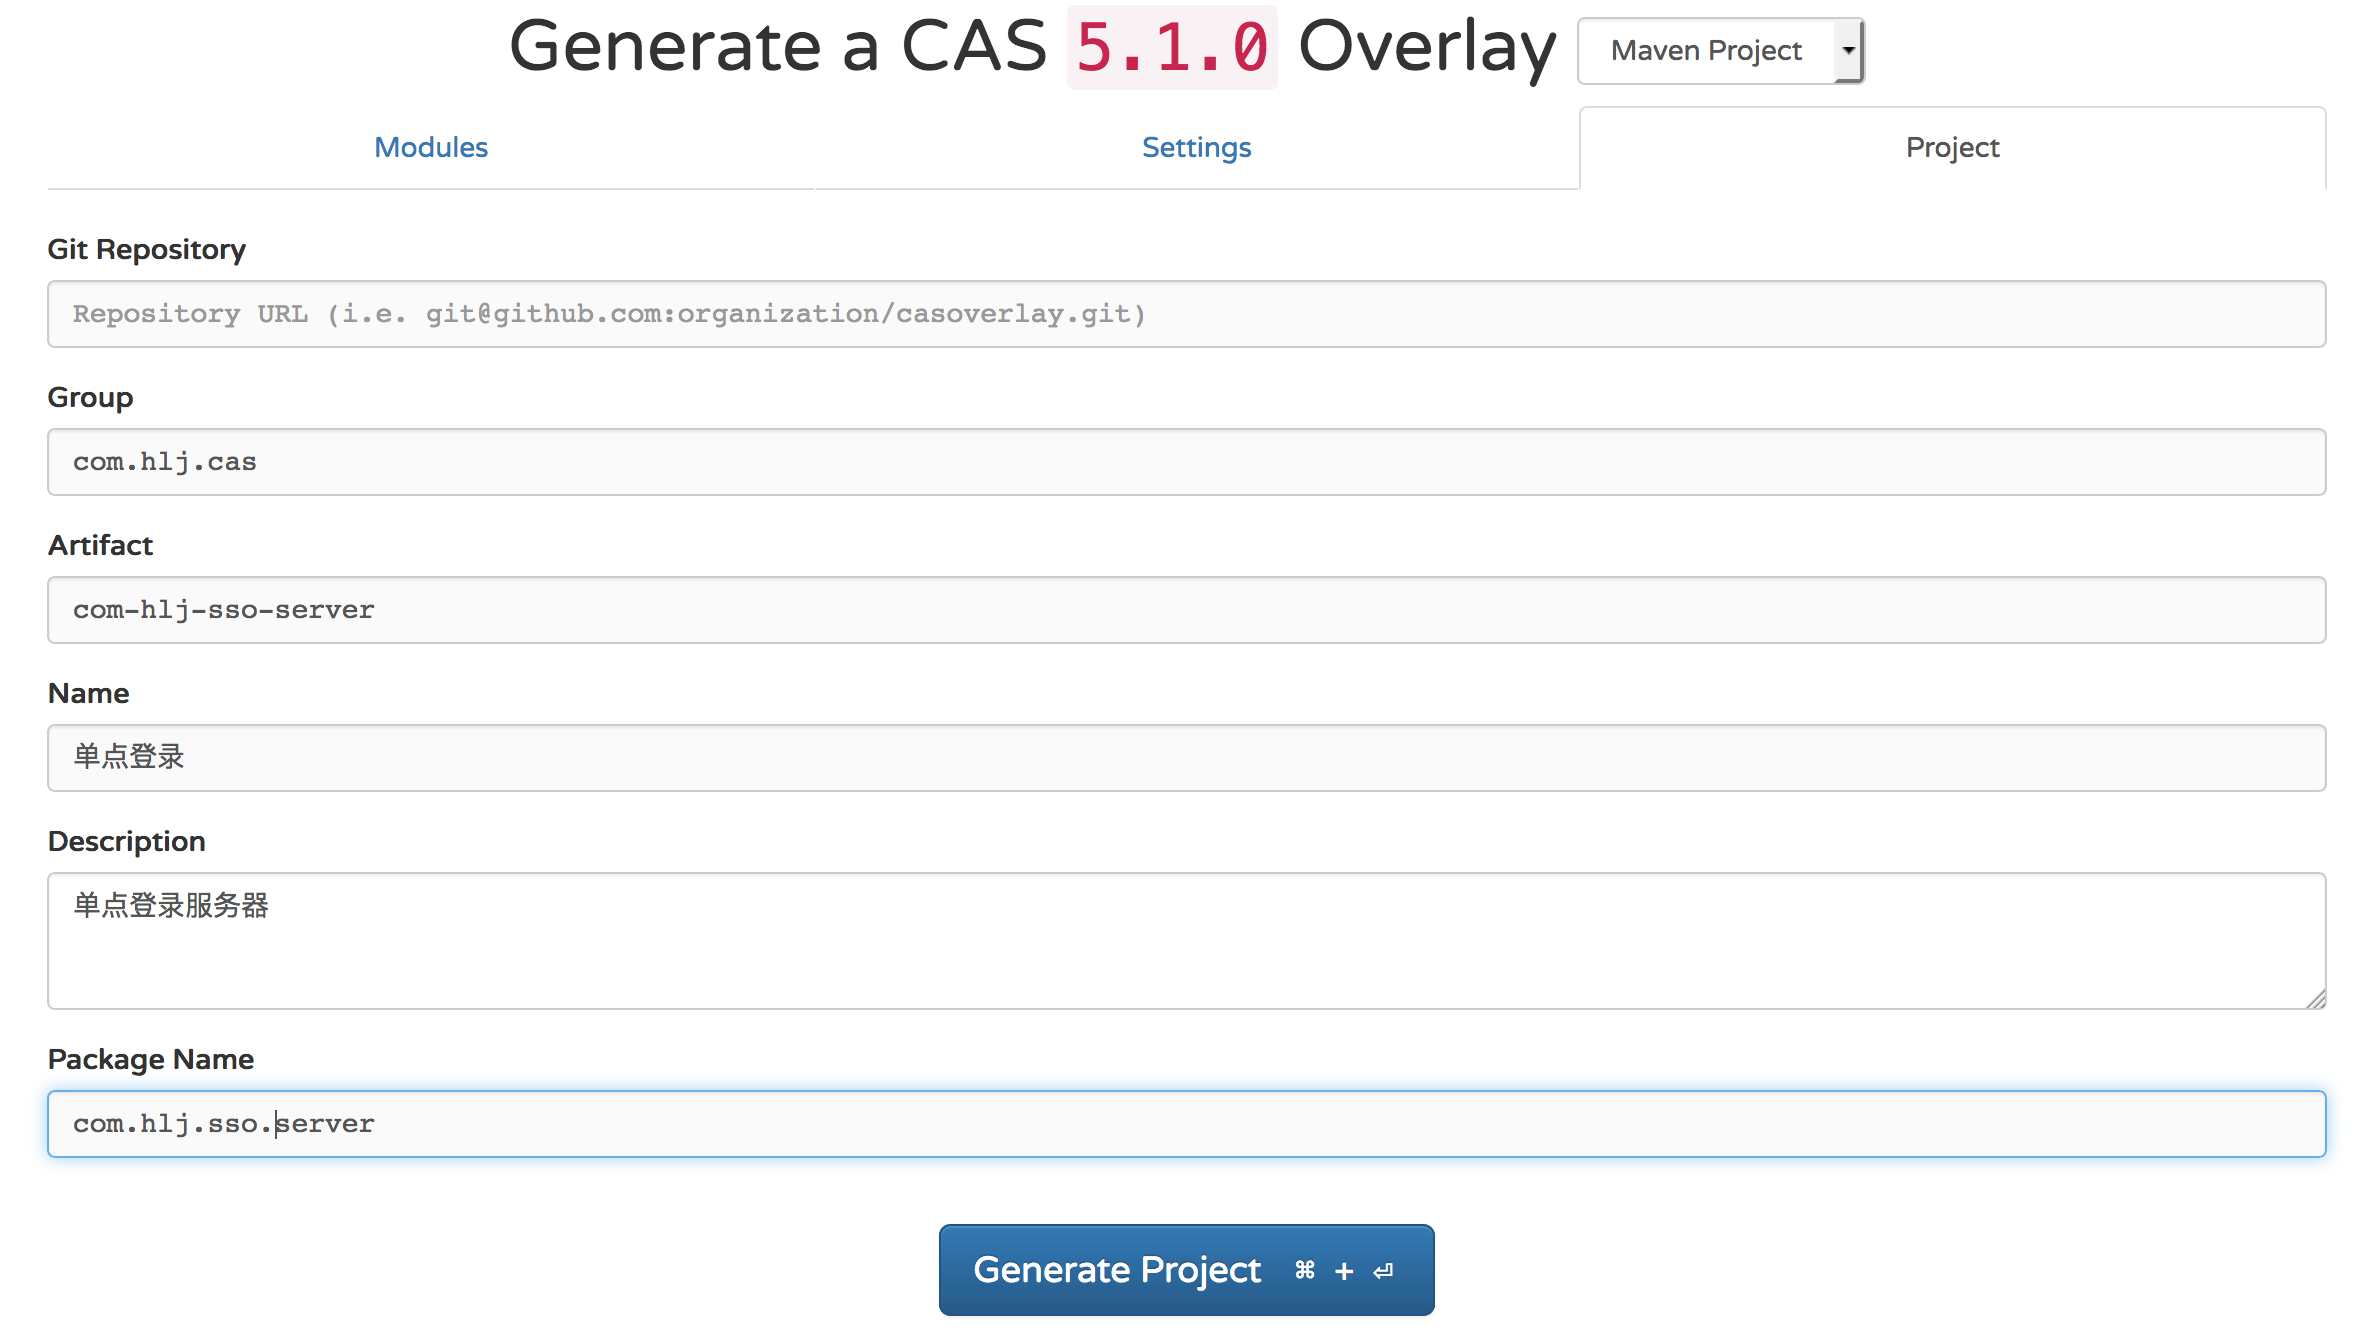 Generate a CAS 5.1.0 Overlay Maven Project
Modules Settings Project
Git Repository
Repository URL (i.e. git@github.com:organization/casoverlay.git)
Group
com.hlj.cas
Artifact
com-hlj-sso-server
Name
单点登录
Description
单点登录服务器
Package Name
com.hlj.sso.server
Generate Project ⌘ + ⏎